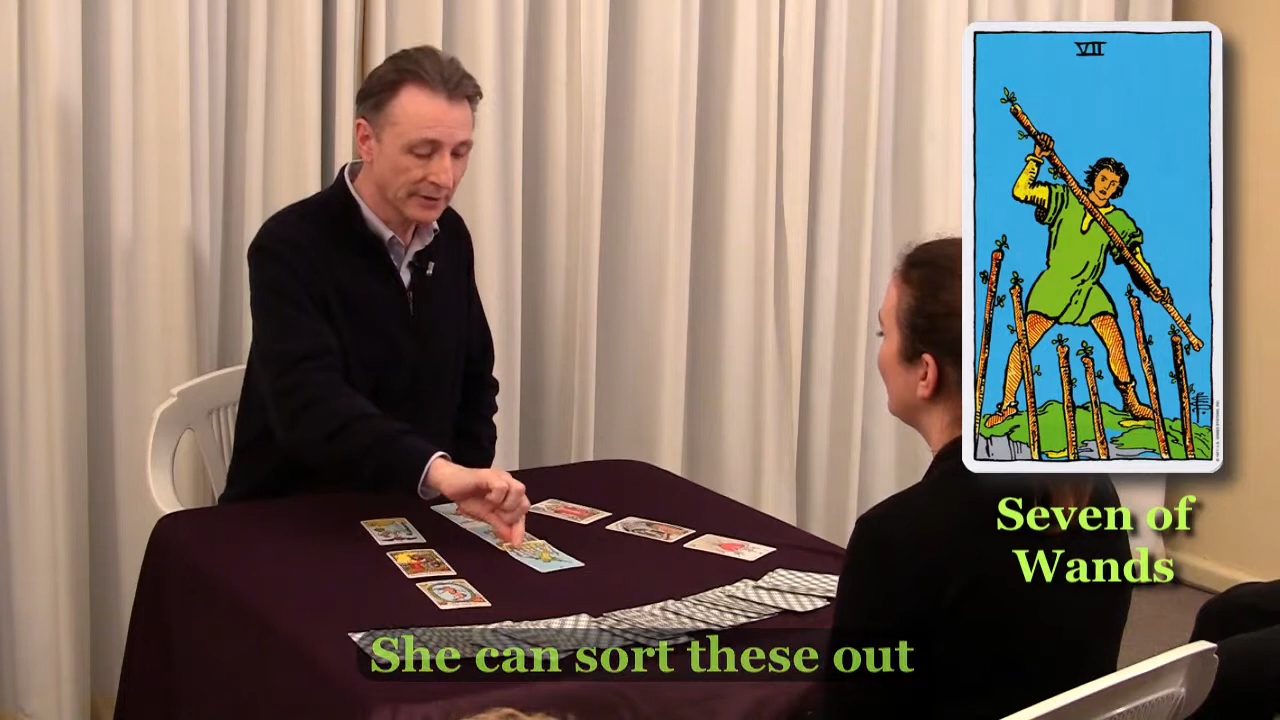 VII
Seven of
Wands
She can sort these out